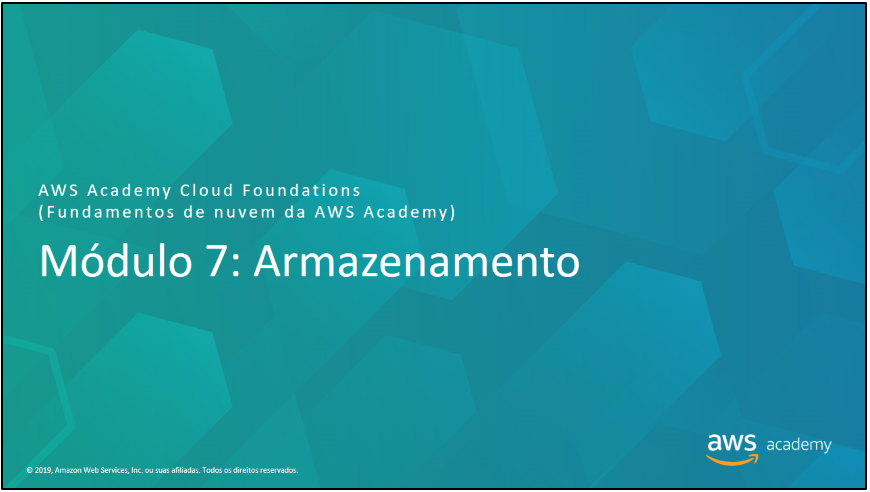 AWS Academy Cloud Foundations
(Fundamentos de nuvem da AWS Academy)
Módulo 7: Armazenamento
aws academy
© 2019, Amazon Web Services, Inc. ou suas afiliadas. Todos os direitos reservados.